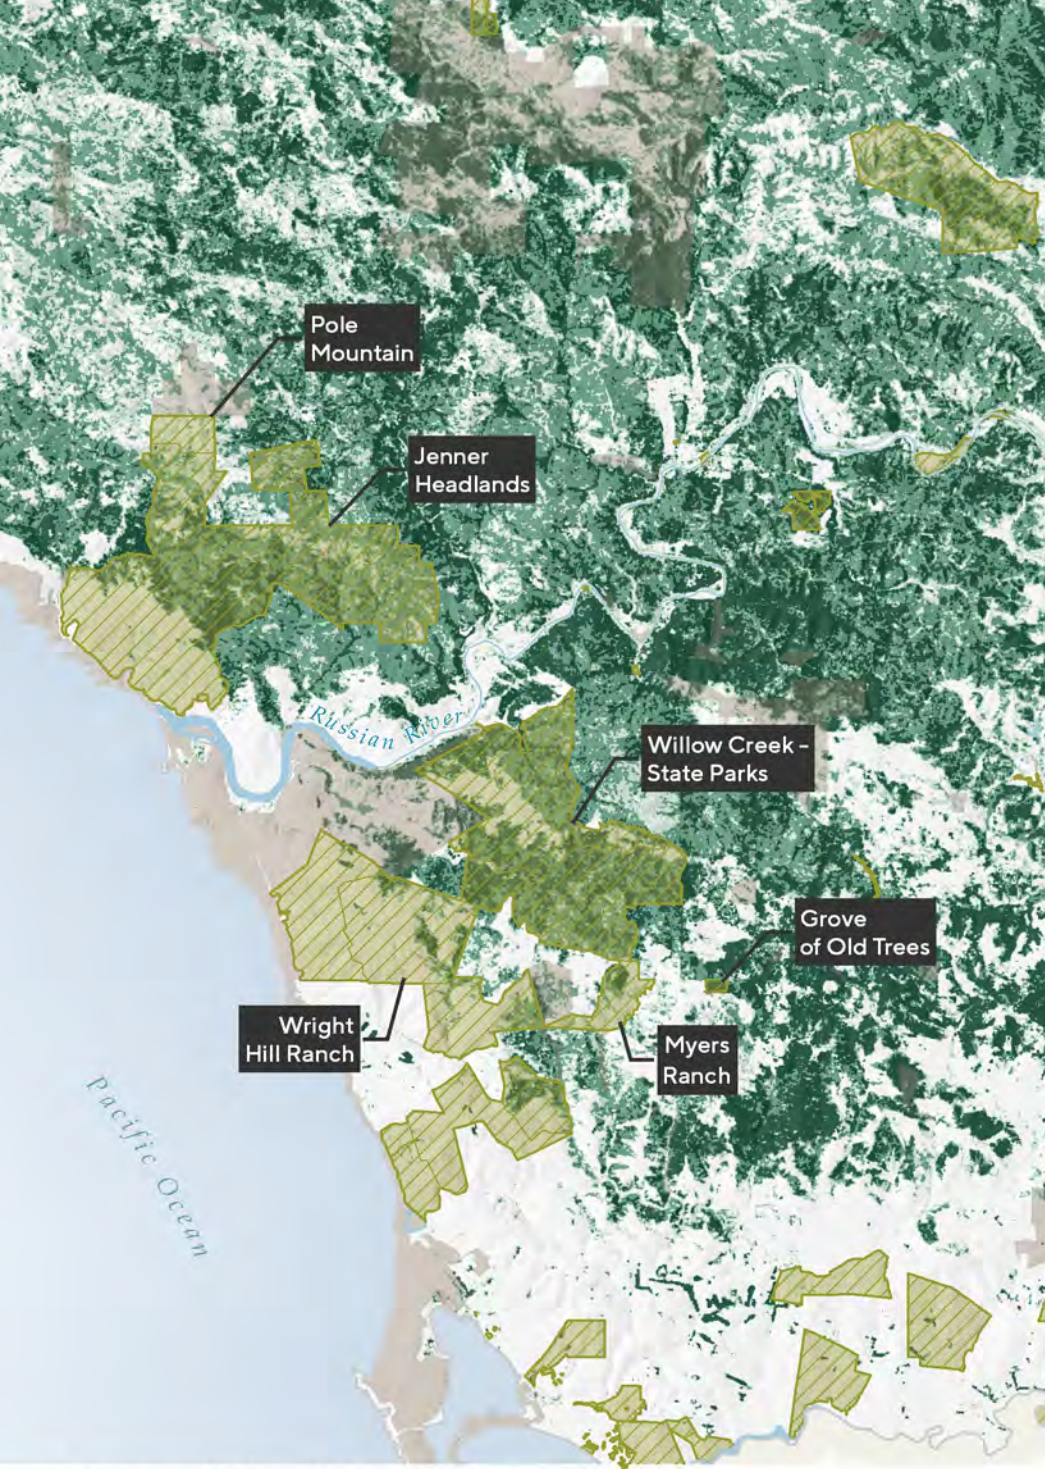 Pole
Mountain
Jenner
Headlands
Russian River
Willow Creek -
State Parks
Grove
of Old Trees
Wright
Hill Ranch
Myers
Ranch
Pacific Ocean